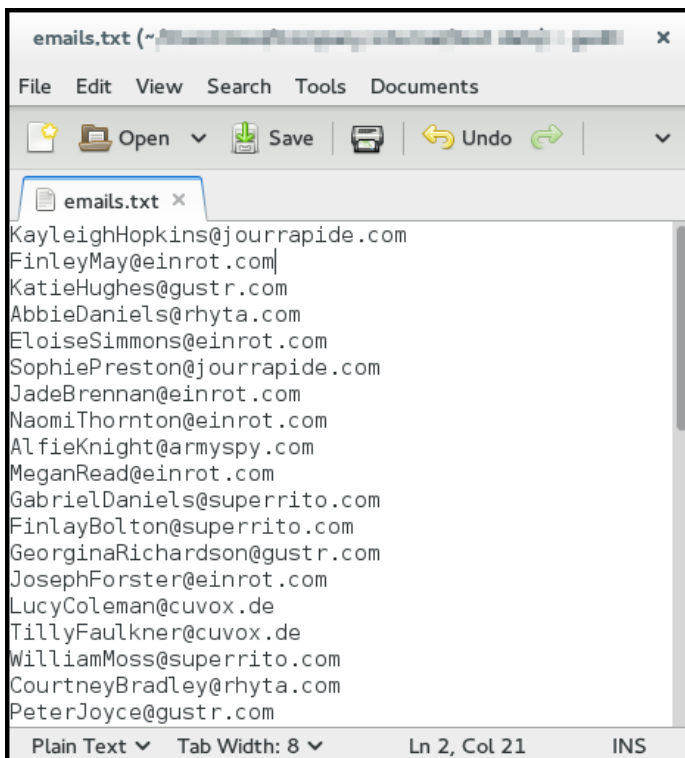 emails.txt (~
File Edit View Search Tools Documents
Open Save Undo
emails.txt
KayleighHopkins@jourrapide.com
FinleyMay@einrot.com
KatieHughes@gustr.com
AbbieDaniels@rhyta.com
EloiseSimmons@einrot.com
SophiePreston@jourrapide.com
JadeBrennan@einrot.com
NaomiThornton@einrot.com
AlfieKnight@armyspy.com
MeganRead@einrot.com
GabrielDaniels@superrito.com
FinlayBolton@superrito.com
GeorginaRichardson@gustr.com
JosephForster@einrot.com
LucyColeman@cuvox.de
TillyFaulkner@cuvox.de
WilliamMoss@superrito.com
CourtneyBradley@rhyta.com
PeterJoyce@gustr.com
Plain Text Tab Width: 8 Ln 2, Col 21 INS